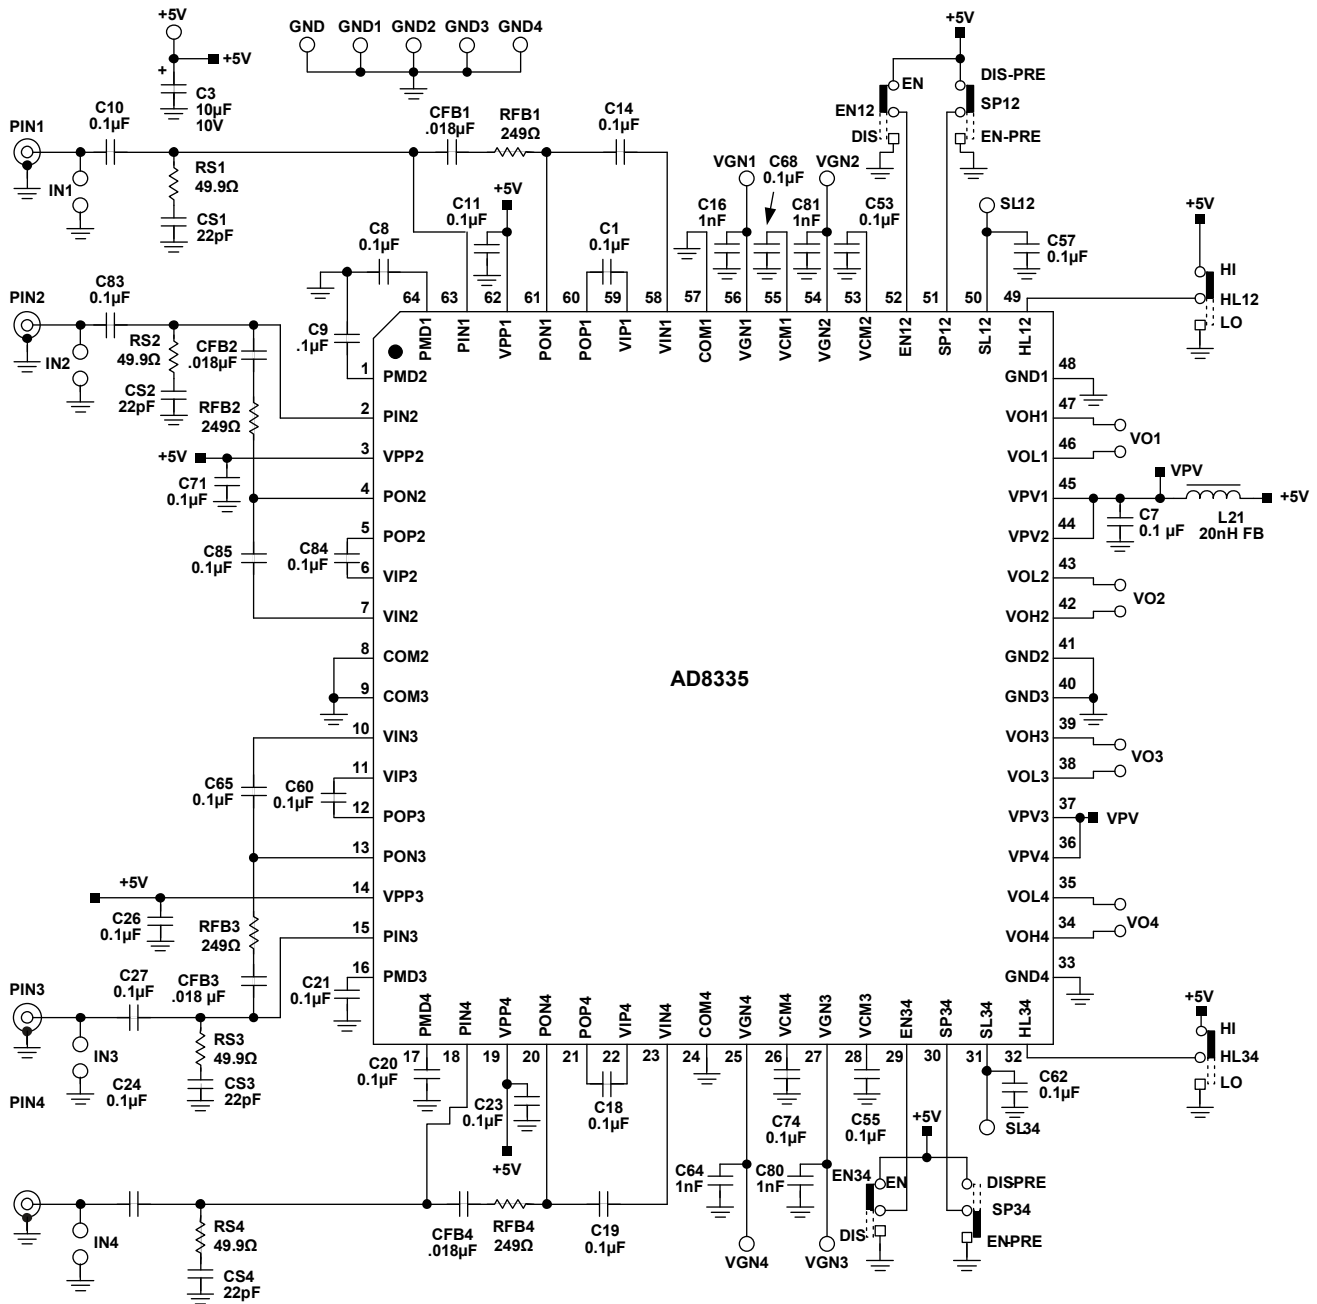 +5V
+5V
+
C3
10µF
10V
GND
GND1
GND2
GND3
GND4
PIN1
C10
0.1µF
IN1
RS1
49.9Ω
CS1
22pF
CFB1
.018µF
RFB1
249Ω
C14
0.1µF
C11
0.1µF
+5V
C8
0.1µF
C1
0.1µF
C9
.1µF
VGN1
C16
1nF
C68
0.1µF
VGN2
C81
1nF
C53
0.1µF
+5V
EN
EN12
DIS
DIS-PRE
SP12
EN-PRE
SL12
C57
0.1µF
+5V
HI
HL12
LO
PIN2
C83
0.1µF
IN2
RS2
49.9Ω
CS2
22pF
CFB2
.018µF
RFB2
249Ω
+5V
C71
0.1µF
C85
0.1µF
C84
0.1µF
64 PMD1
63 PIN1
62 VPP1
61 PON1
60 POP1
59 VIP1
58 VIN1
57 COM1
56 VGN1
55 VCM1
54 VGN2
53 VCM2
52 EN12
51 SP12
50 SL12
49 HL12
1 PMD2
2 PIN2
3 VPP2
4 PON2
5 POP2
6 VIP2
7 VIN2
8 COM2
9 COM3
10 VIN3
11 VIP3
12 POP3
13 PON3
14 VPP3
15 PIN3
16 PMD3
AD8335
GND1 48
VOH1 47
VOL1 46
VPV1 45
VPV2 44
VOL2 43
VOH2 42
GND2 41
GND3 40
VOH3 39
VOL3 38
VPV3 37
VPV4 36
VOL4 35
VOH4 34
GND4 33
VO1
VPV
C7
0.1 µF
L21
20nH FB
+5V
VO2
VO3
VPV
VO4
C65
0.1µF
C60
0.1µF
+5V
C26
0.1µF
RFB3
249Ω
CFB3
.018 µF
C21
0.1µF
PIN3
C27
0.1µF
IN3
RS3
49.9Ω
CS3
22pF
C24
0.1µF
PIN4
IN4
RS4
49.9Ω
CS4
22pF
PMD4 17
PIN4 18
VPP4 19
PON4 20
POP4 21
VIP4 22
VIN4 23
COM4 24
VGN4 25
VCM4 26
VGN3 27
VCM3 28
EN34 29
SP34 30
SL34 31
HL34 32
C20
0.1µF
C23
0.1µF
+5V
C18
0.1µF
CFB4
.018µF
RFB4
249Ω
C19
0.1µF
C64
1nF
VGN4
C74
0.1µF
C80
1nF
VGN3
C55
0.1µF
+5V
EN34
EN
DIS
DIS-PRE
SP34
EN-PRE
C62
0.1µF
SL34
+5V
HI
HL34
LO